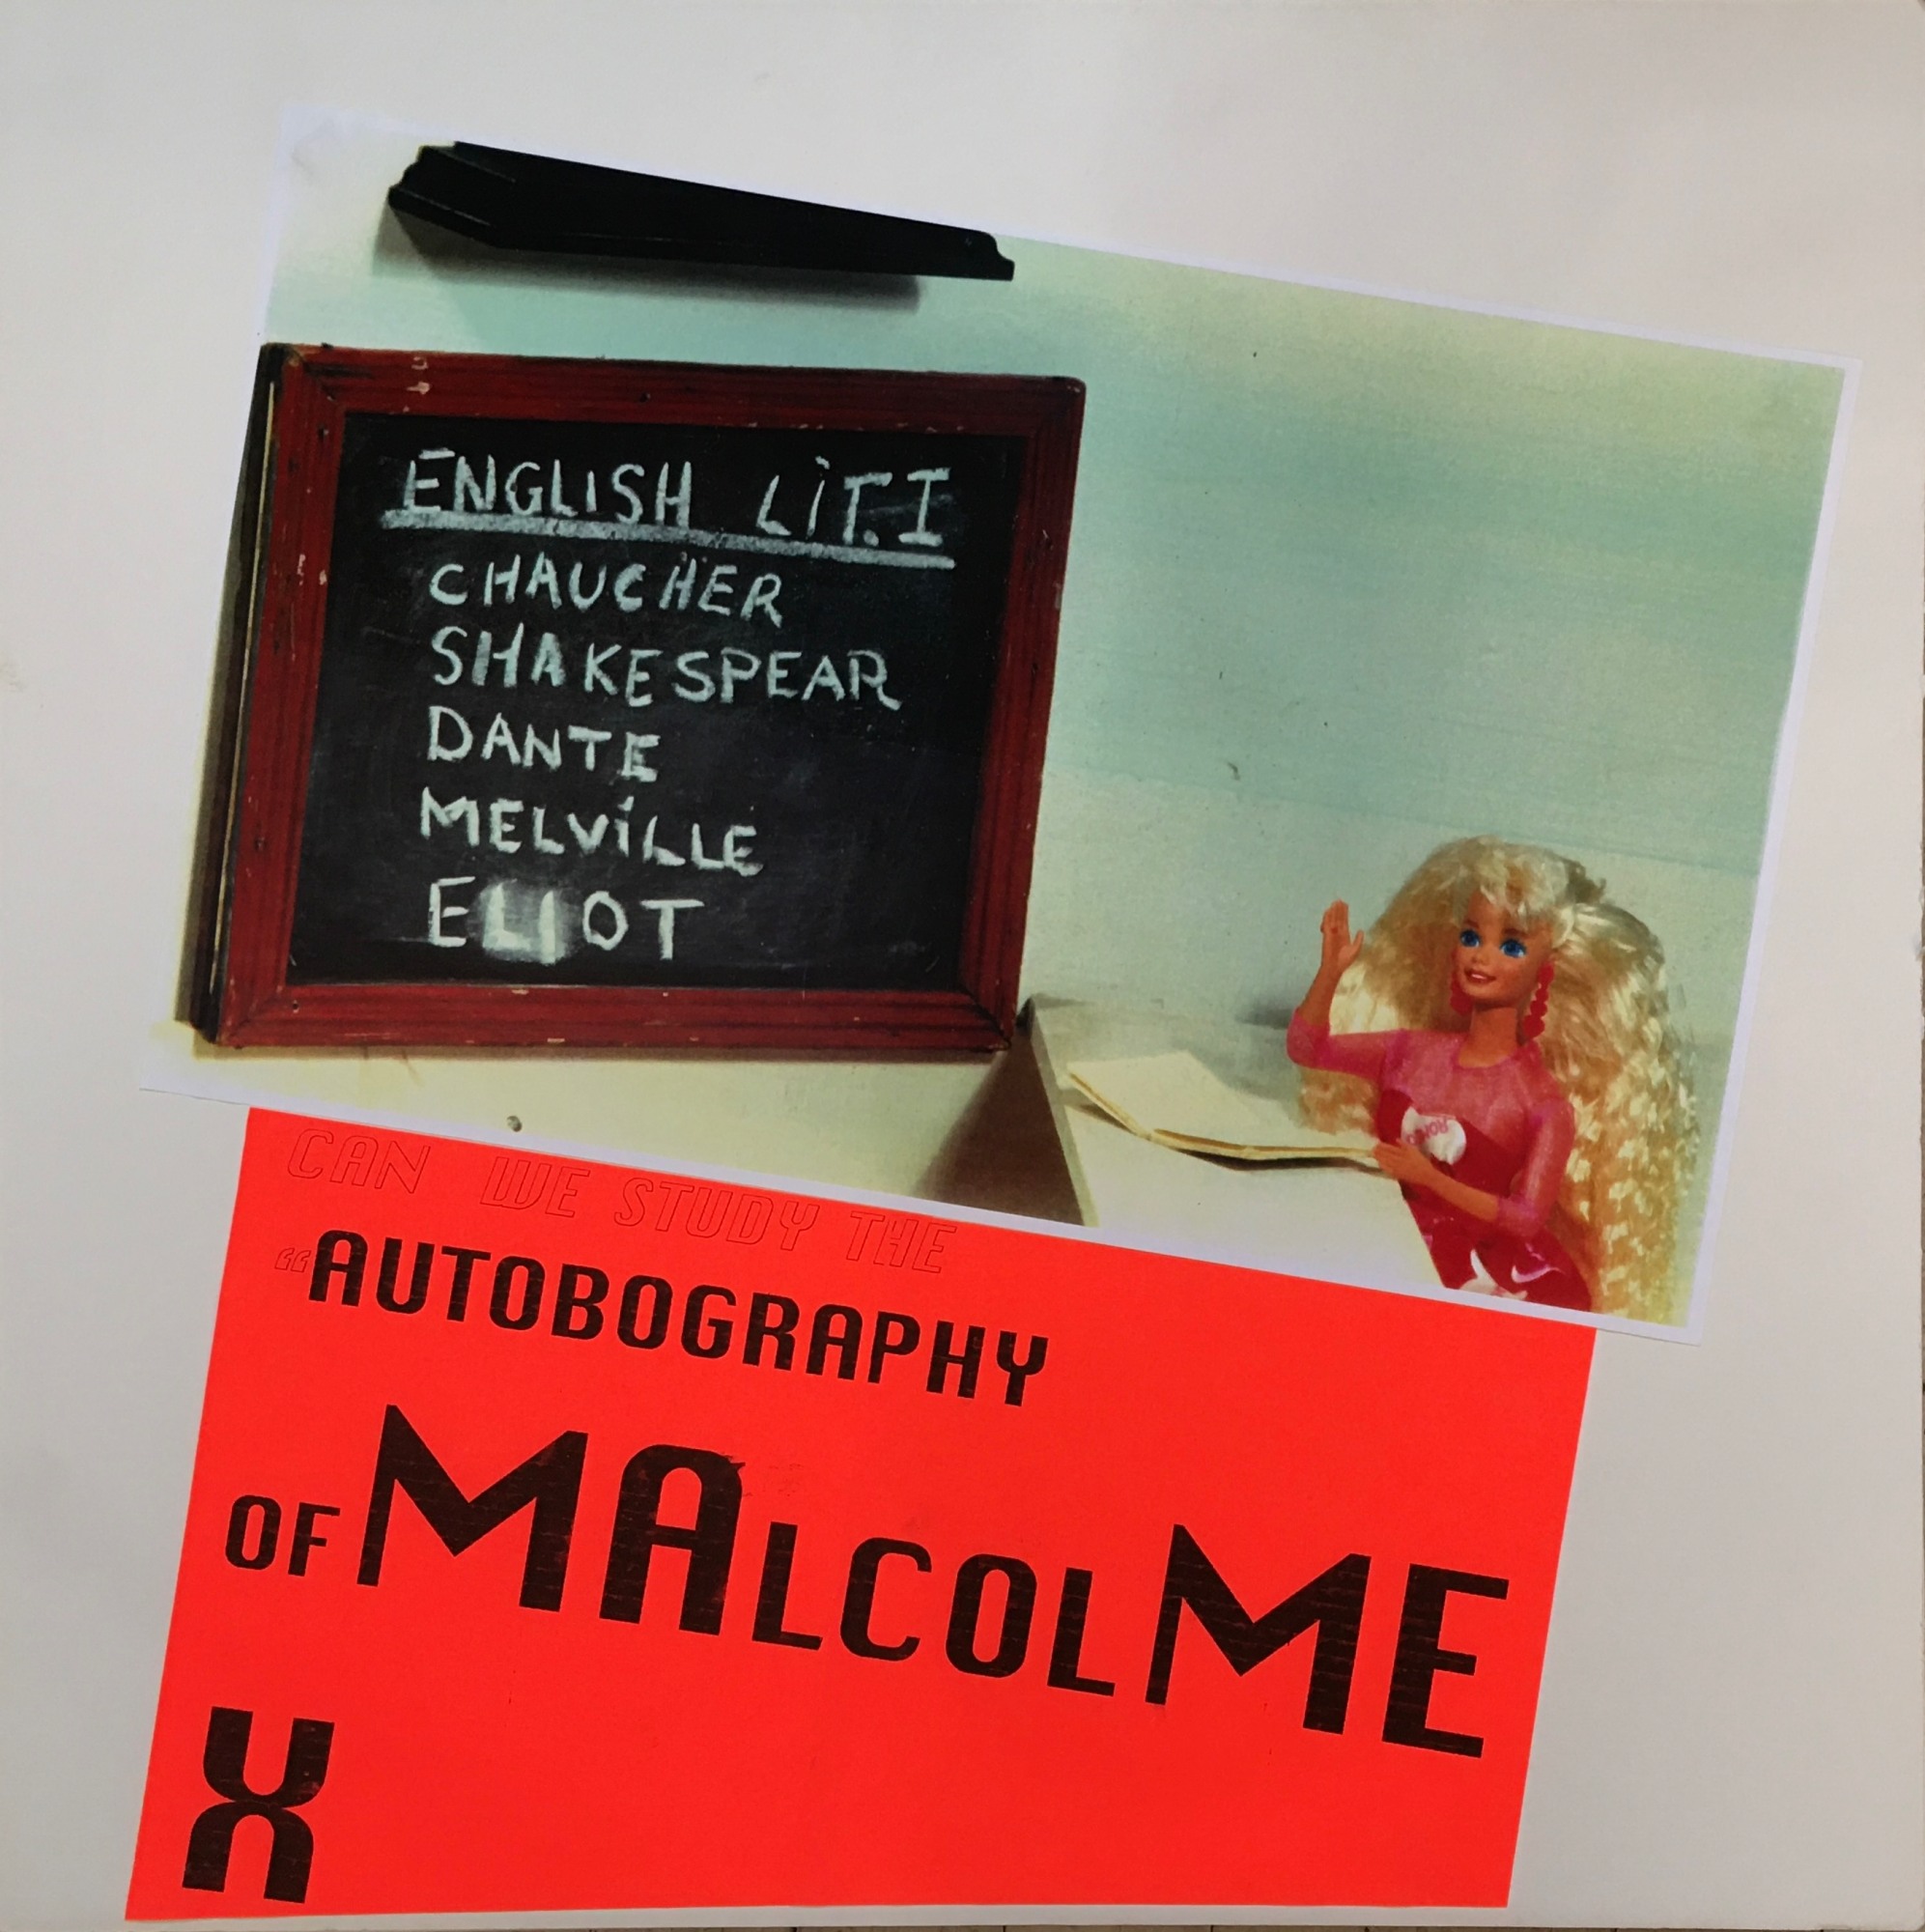 ENGLISH LIT. I
CHAUCHER
SHAKESPEAR
DANTE
MELVILLE
ELIOT
CAN WE STUDY THE
“AUTOBOGRAPHY
OF MALCOLME
X